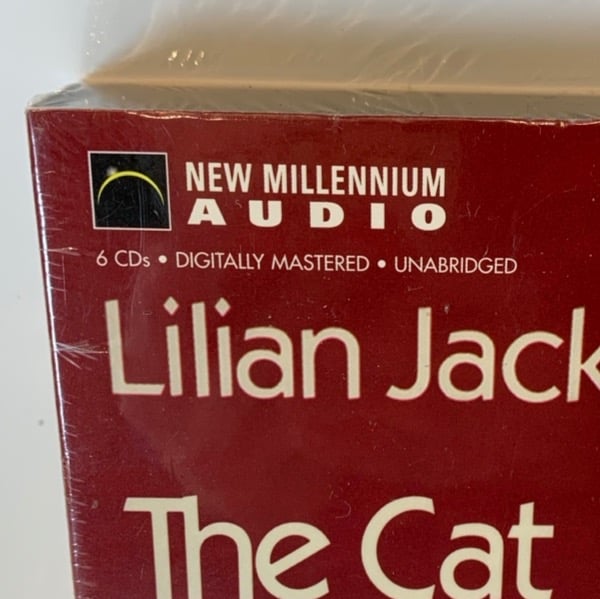 NEW MILLENNIUM
AUDIO
6 CDs • DIGITALLY MASTERED • UNABRIDGED
Lilian Jack
The Cat